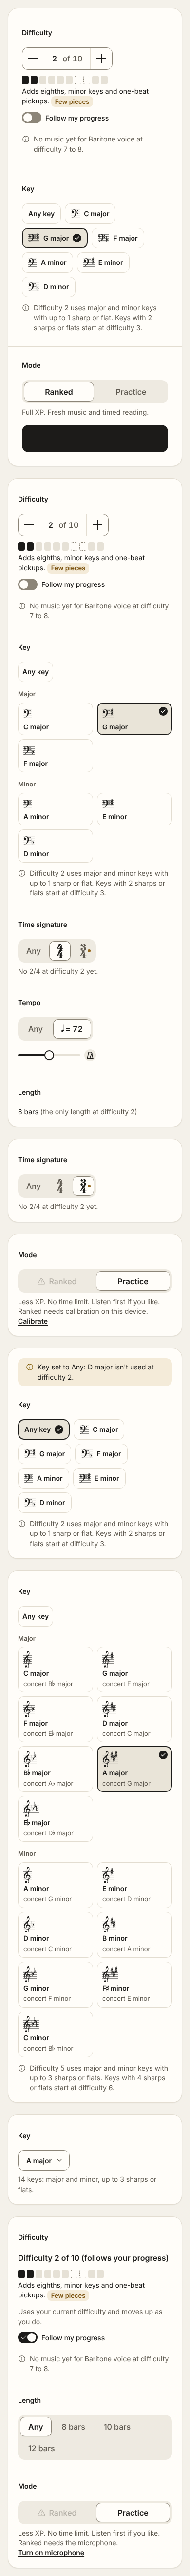 Difficulty
2 of 10
Adds eighths, minor keys and one-beat
pickups. Few pieces
Follow my progress
No music yet for Baritone voice at
difficulty 7 to 8.
Key
Any key
C major
G major
F major
A minor
E minor
D minor
Difficulty 2 uses major and minor keys
with up to 1 sharp or flat. Keys with 2
sharps or flats start at difficulty 3.
Mode
Ranked
Practice
Full XP. Fresh music and timed reading.
Difficulty
2 of 10
Adds eighths, minor keys and one-beat
pickups. Few pieces
Follow my progress
No music yet for Baritone voice at difficulty
7 to 8.
Key
Any key
Major
C major
G major
F major
Minor
A minor
E minor
D minor
Difficulty 2 uses major and minor keys with
up to 1 sharp or flat. Keys with 2 sharps or
flats start at difficulty 3.
Time signature
Any
4/4
3/4
No 2/4 at difficulty 2 yet.
Tempo
Any
♩= 72
Length
8 bars (the only length at difficulty 2)
Time signature
Any
4/4
3/4
No 2/4 at difficulty 2 yet.
Mode
Ranked
Practice
Less XP. No time limit. Listen first if you like.
Ranked needs calibration on this device.
Calibrate
Key set to Any: D major isn't used at
difficulty 2.
Key
Any key
C major
G major
F major
A minor
E minor
D minor
Difficulty 2 uses major and minor keys with
up to 1 sharp or flat. Keys with 2 sharps or
flats start at difficulty 3.
Key
Any key
Major
C major
concert B♭ major
G major
concert F major
F major
concert E♭ major
D major
concert C major
B♭ major
concert A♭ major
A major
concert G major
E♭ major
concert D♭ major
Minor
A minor
concert G minor
E minor
concert D minor
D minor
concert C minor
B minor
concert A minor
G minor
concert F minor
F♯ minor
concert E minor
C minor
concert B♭ minor
Difficulty 5 uses major and minor keys with
up to 3 sharps or flats. Keys with 4 sharps
or flats start at difficulty 6.
Key
A major
14 keys: major and minor, up to 3 sharps or
flats.
Difficulty
Difficulty 2 of 10 (follows your progress)
Adds eighths, minor keys and one-beat
pickups. Few pieces
Uses your current difficulty and moves up as
you do.
Follow my progress
No music yet for Baritone voice at difficulty
7 to 8.
Length
Any
8 bars
10 bars
12 bars
Mode
Ranked
Practice
Less XP. No time limit. Listen first if you like.
Ranked needs the microphone.
Turn on microphone